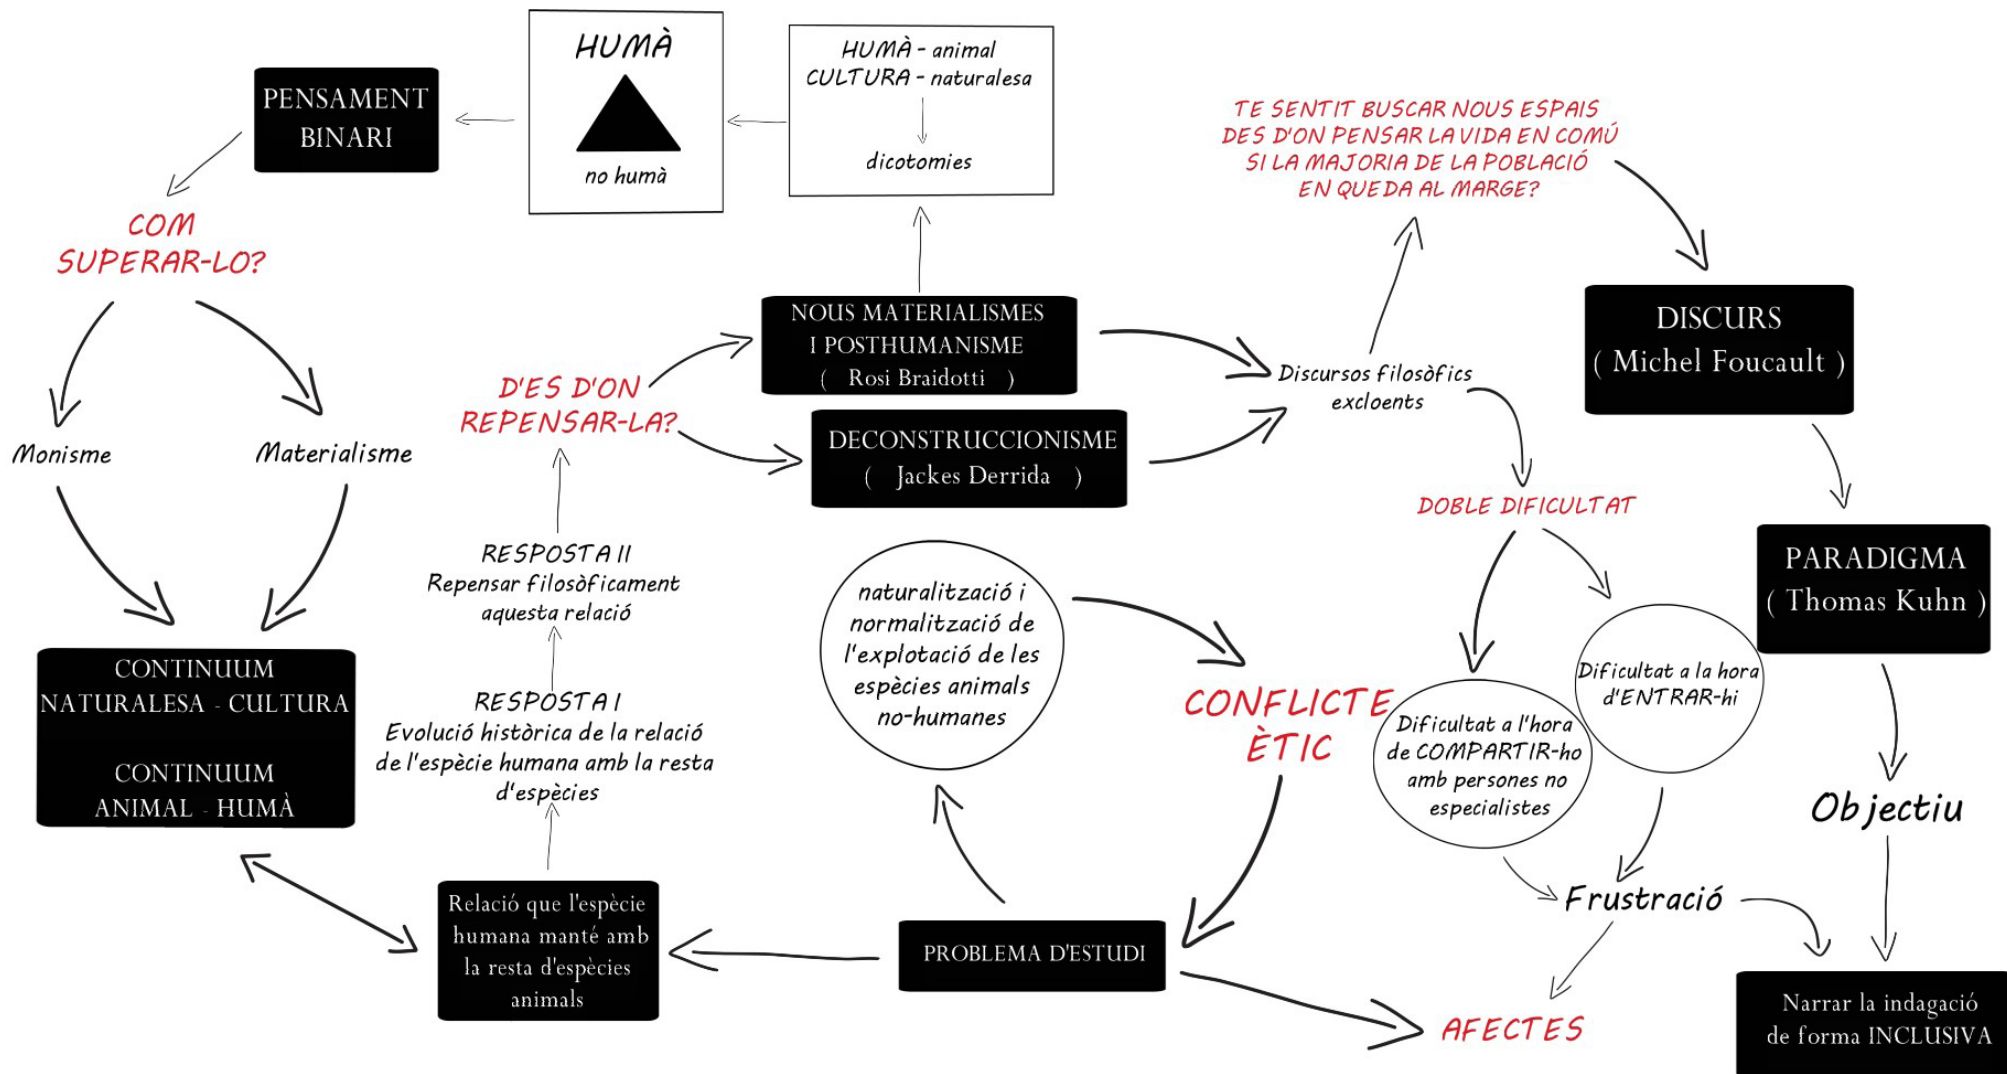 HUMÀ
no humà
HUMÀ - animal
CULTURA - naturalesa
dicotomies
PENSAMENT
BINARI
COM
SUPERAR-LO?
Monisme
Materialisme
CONTINUUM
NATURALESA - CULTURA
CONTINUUM
ANIMAL - HUMÀ
D'ES D'ON
REPENSAR-LA?
RESPOSTA II
Repensar filosòficament
aquesta relació
RESPOSTA I
Evolució històrica de la relació
de l'espècie humana amb la resta
d'espècies
Relació que l'espècie
humana manté amb
la resta d'espècies
animals
NOUS MATERIALISMES
I POSTHUMANISME
( Rosi Braidotti )
DECONSTRUCCIONISME
( Jackes Derrida )
naturalització i
normalització de
l'explotació de les
espècies animals
no-humanes
CONFLICTE
ÈTIC
PROBLEMA D'ESTUDI
TE SENTIT BUSCAR NOUS ESPAIS
DES D'ON PENSAR LA VIDA EN COMÚ
SI LA MAJORIA DE LA POBLACIÓ
EN QUEDA AL MARGE?
Discursos filosòfics
excloents
DOBLE DIFICULTAT
Dificultat a l'hora
de COMPARTIR-ho
amb persones no
especialistes
Dificultat a la hora
d'ENTRAR-hi
Frustració
AFECTES
DISCURS
( Michel Foucault )
PARADIGMA
( Thomas Kuhn )
Objectiu
Narrar la indagació
de forma INCLUSIVA